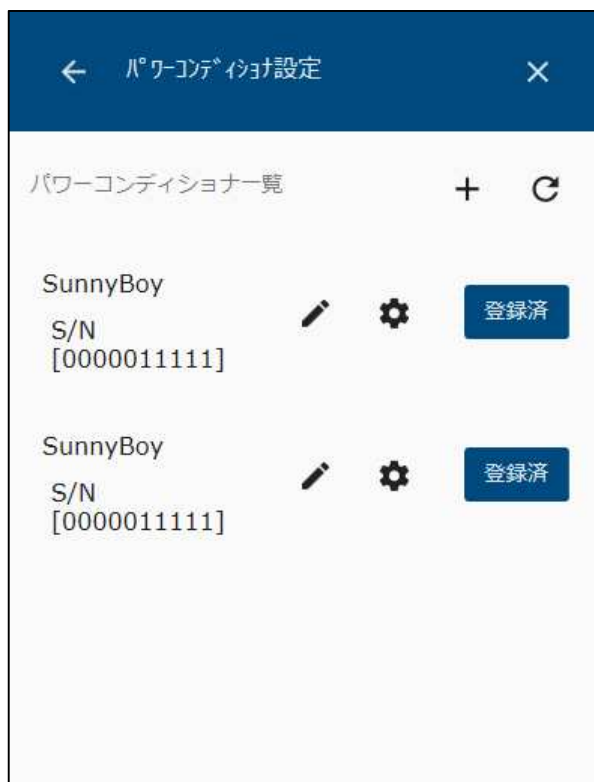 ﾊﾟﾜｰｺﾝﾃﾞｨｼｮﾅ設定
パワーコンディショナー覧
SunnyBoy
S/N
[0000011111]
登録済
SunnyBoy
S/N
[0000011111]
登録済